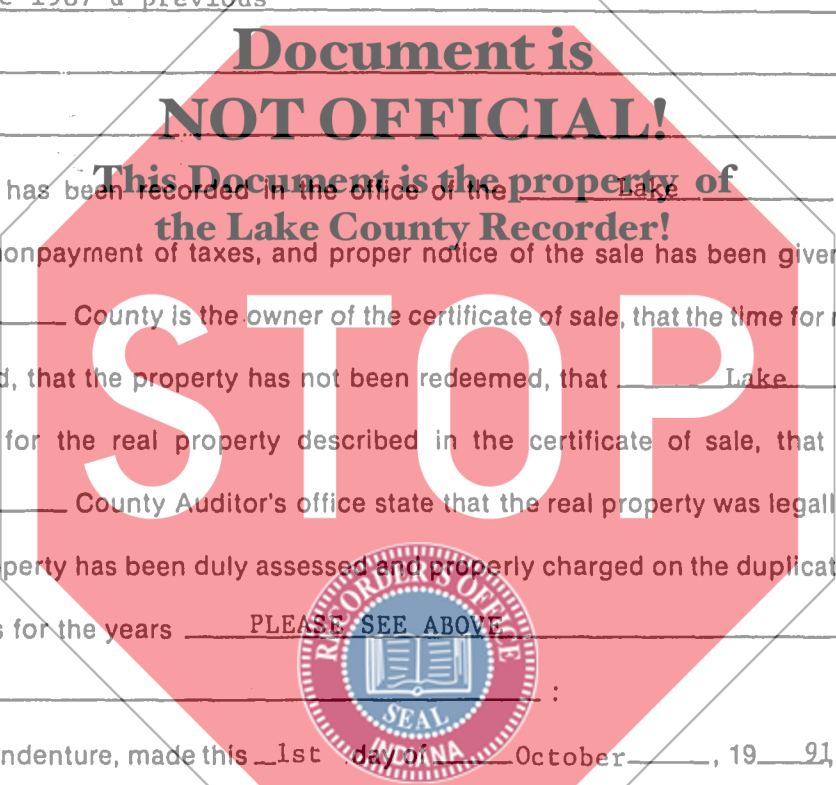 1987 & previous
Document is
NOT OFFICIAL!
This Document is the property of
the Lake County Recorder!
has been recorded in the office of the Lake
onpayment of taxes, and proper notice of the sale has been given
County is the owner of the certificate of sale, that the time for
d, that the property has not been redeemed, that Lake
for the real property described in the certificate of sale, that
County Auditor's office state that the real property was legall
perty has been duly assessed and properly charged on the duplicat
s for the years PLEASE SEE ABOVE
:
ndenture, made this 1st day of October, 19 91
STOP
RECORDER'S OFFICE
SEAL
INDIANA